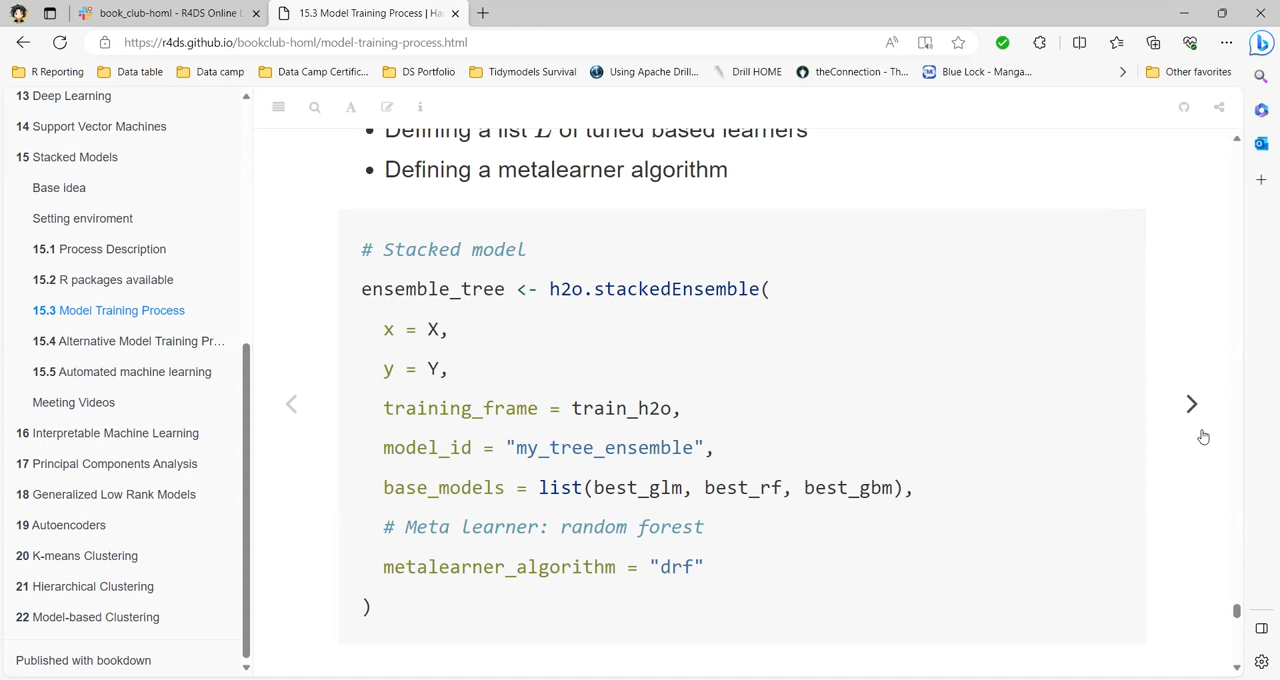 book_club-homl - R4DS Online L
15.3 Model Training Process | Ha
https://r4ds.github.io/bookclub-homl/model-training-process.html
R Reporting
Data table
Data camp
Data Camp Certific...
DS Portfolio
Tidymodels Survival
Using Apache Drill...
Drill HOME
theConnection - Th...
Blue Lock - Manga...
Other favorites
13 Deep Learning
14 Support Vector Machines
15 Stacked Models
Base idea
Setting enviroment
15.1 Process Description
15.2 R packages available
15.3 Model Training Process
15.4 Alternative Model Training Pr...
15.5 Automated machine learning
Meeting Videos
16 Interpretable Machine Learning
17 Principal Components Analysis
18 Generalized Low Rank Models
19 Autoencoders
20 K-means Clustering
21 Hierarchical Clustering
22 Model-based Clustering
Published with bookdown
• Defining a list L of tuned based learners
• Defining a metalearner algorithm
# Stacked model
ensemble_tree <- h2o.stackedEnsemble(
x = X,
y = Y,
training_frame = train_h2o,
model_id = "my_tree_ensemble",
base_models = list(best_glm, best_rf, best_gbm),
# Meta learner: random forest
metalearner_algorithm = "drf"
)